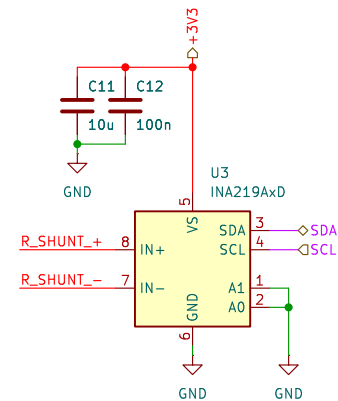 +3V3
C11 C12
10u 100n
GND
U3
INA219AxD
5
VS
SDA 3 SDA
SCL 4 SCL
R_SHUNT_+ 8 IN+
R_SHUNT_- 7 IN-
A1 1
A0 2
GND
6
GND GND